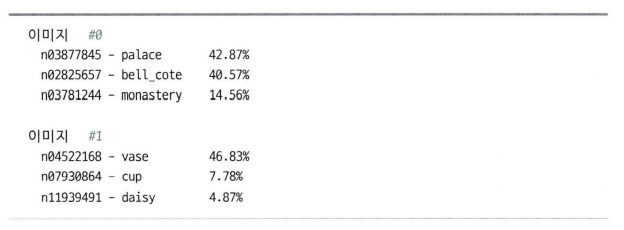 이미지 #0
n03877845 - palace 42.87%
n02825657 - bell_cote 40.57%
n03781244 - monastery 14.56%
이미지 #1
n04522168 - vase 46.83%
n07930864 - cup 7.78%
n11939491 - daisy 4.87%